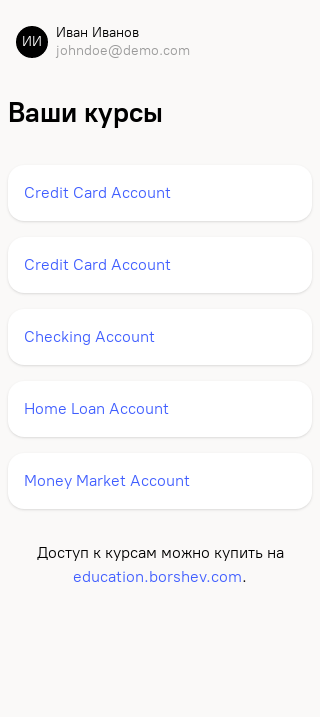 ИИ
Иван Иванов
johndoe@demo.com
Ваши курсы
Credit Card Account
Credit Card Account
Checking Account
Home Loan Account
Money Market Account
Доступ к курсам можно купить на
education.borshev.com.